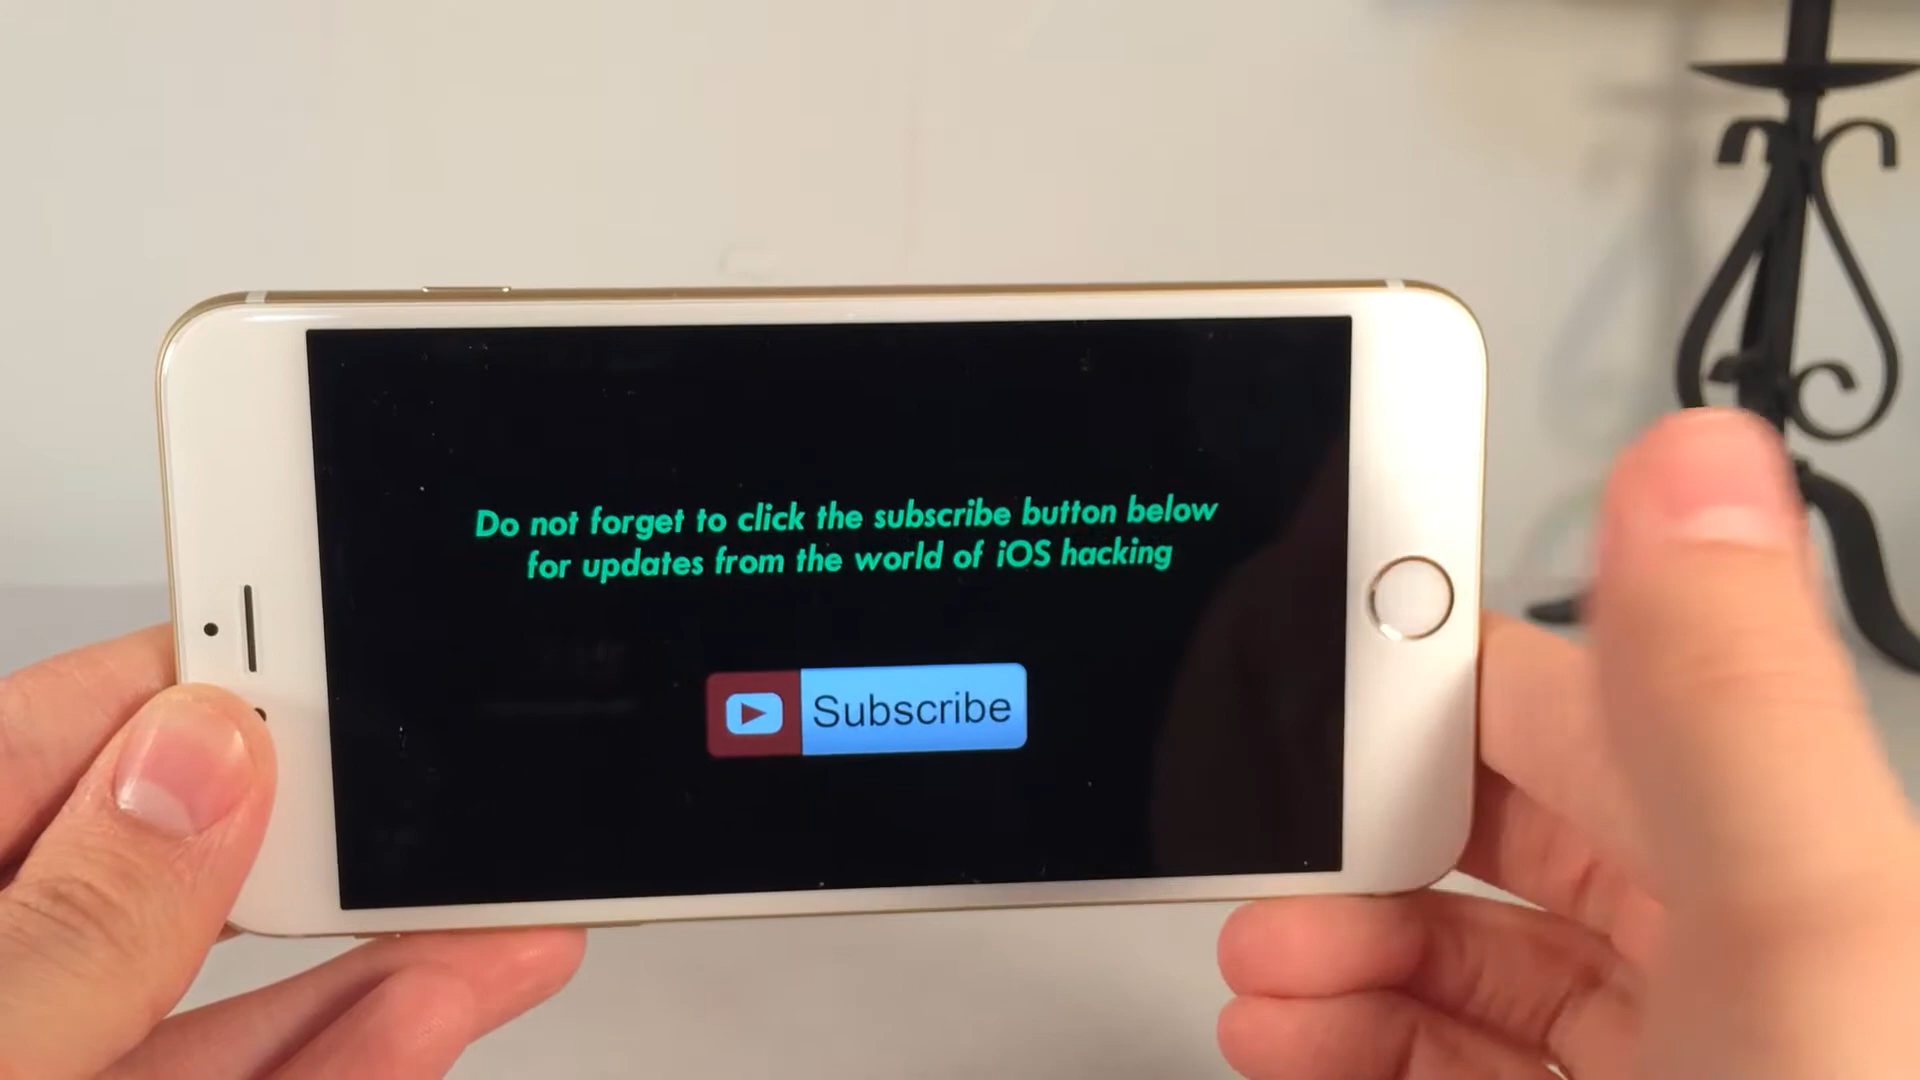 Do not forget to click the subscribe button below
for updates from the world of iOS hacking
Subscribe